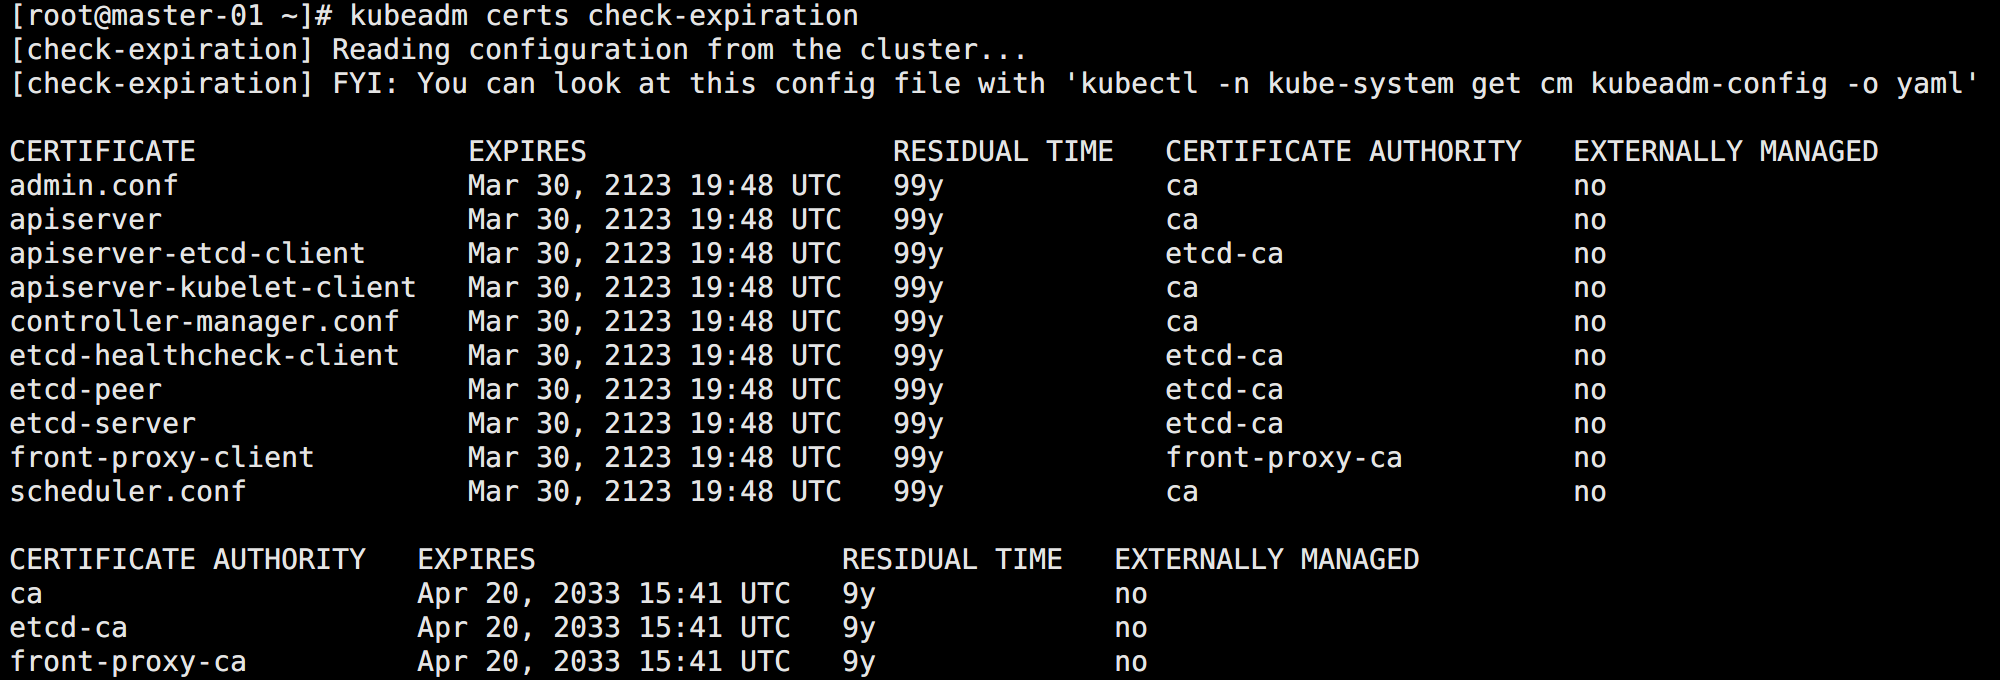 [root@master-01 ~]# kubeadm certs check-expiration
[check-expiration] Reading configuration from the cluster...
[check-expiration] FYI: You can look at this config file with 'kubectl -n kube-system get cm kubeadm-config -o yaml'

CERTIFICATE                EXPIRES                  RESIDUAL TIME   CERTIFICATE AUTHORITY   EXTERNALLY MANAGED
admin.conf                 Mar 30, 2123 19:48 UTC   99y             ca                      no
apiserver                  Mar 30, 2123 19:48 UTC   99y             ca                      no
apiserver-etcd-client      Mar 30, 2123 19:48 UTC   99y             etcd-ca                 no
apiserver-kubelet-client   Mar 30, 2123 19:48 UTC   99y             ca                      no
controller-manager.conf    Mar 30, 2123 19:48 UTC   99y             ca                      no
etcd-healthcheck-client    Mar 30, 2123 19:48 UTC   99y             etcd-ca                 no
etcd-peer                  Mar 30, 2123 19:48 UTC   99y             etcd-ca                 no
etcd-server                Mar 30, 2123 19:48 UTC   99y             etcd-ca                 no
front-proxy-client         Mar 30, 2123 19:48 UTC   99y             front-proxy-ca          no
scheduler.conf             Mar 30, 2123 19:48 UTC   99y             ca                      no

CERTIFICATE AUTHORITY   EXPIRES                  RESIDUAL TIME   EXTERNALLY MANAGED
ca                      Apr 20, 2033 15:41 UTC   9y              no
etcd-ca                 Apr 20, 2033 15:41 UTC   9y              no
front-proxy-ca          Apr 20, 2033 15:41 UTC   9y              no